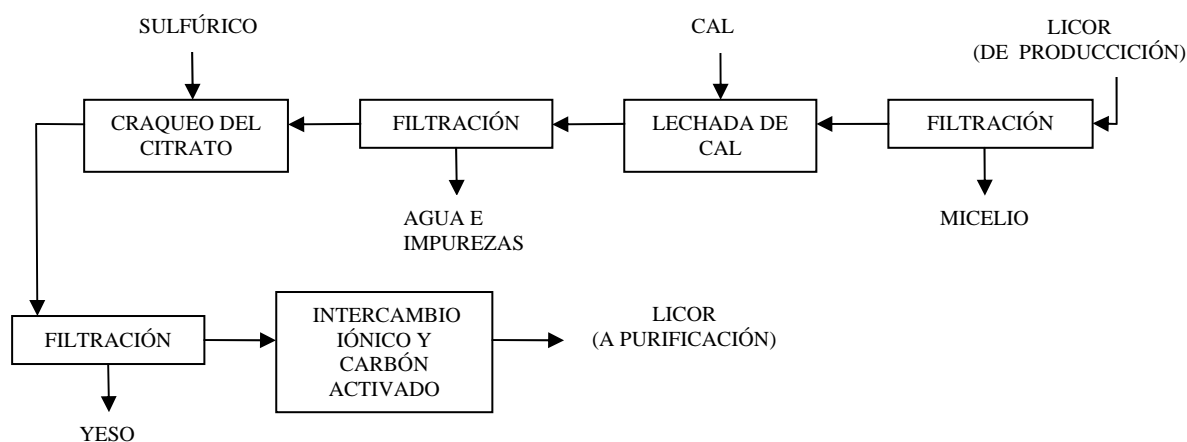 SULFÚRICO
CAL
LICOR
(DE PRODUCCICIÓN)
CRAQUEO DEL
CITRATO
FILTRACIÓN
LECHADA DE
CAL
FILTRACIÓN
AGUA E
IMPUREZAS
MICELIO
FILTRACIÓN
INTERCAMBIO
IÓNICO Y
CARBÓN
ACTIVADO
LICOR
(A PURIFICACIÓN)
YESO